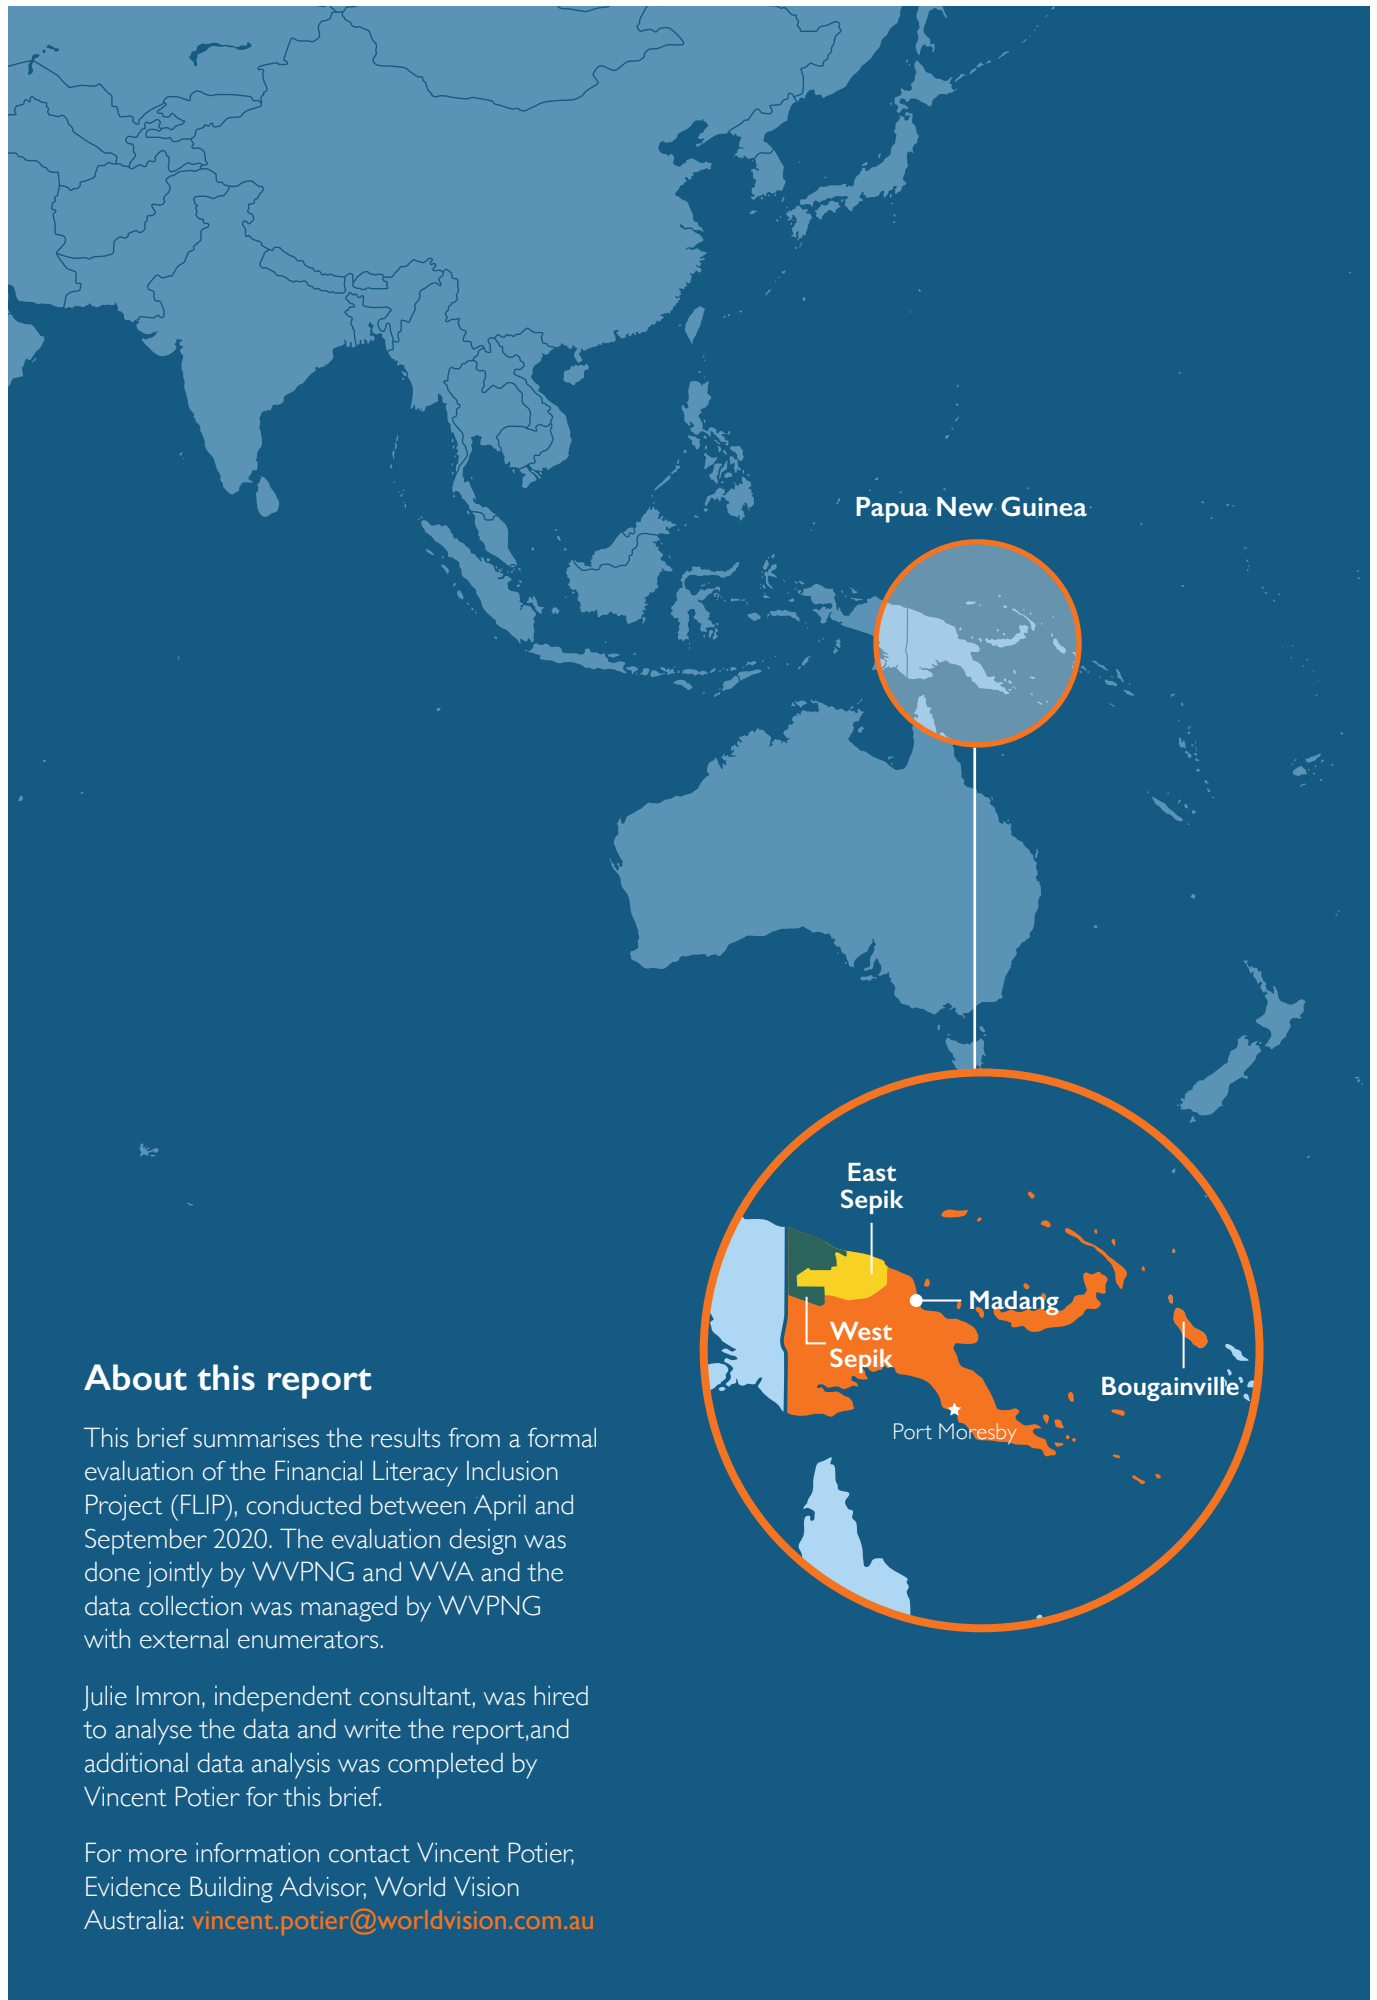 Papua New Guinea
East
Sepik
Madang
West
Sepik
Bougainville
Port Moresby
About this report
This brief summarises the results from a formal
evaluation of the Financial Literacy Inclusion
Project (FLIP), conducted between April and
September 2020. The evaluation design was
done jointly by WVPNG and WVA and the
data collection was managed by WVPNG
with external enumerators.
Julie Imron, independent consultant, was hired
to analyse the data and write the report,and
additional data analysis was completed by
Vincent Potier for this brief.
For more information contact Vincent Potier,
Evidence Building Advisor, World Vision
Australia: vincent.potier@worldvision.com.au